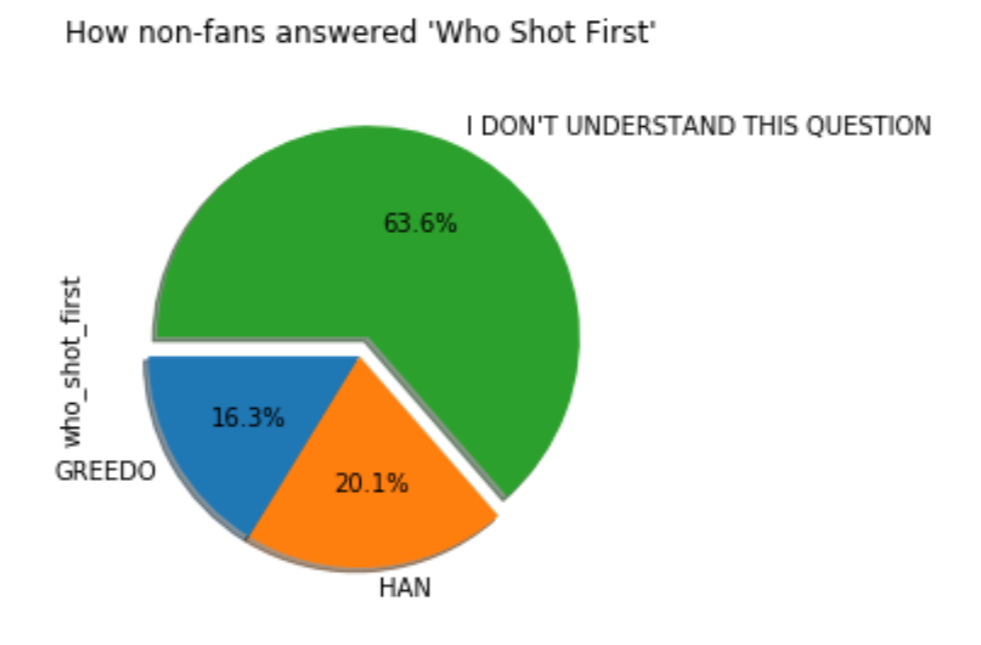 How non-fans answered 'Who Shot First'
I DON'T UNDERSTAND THIS QUESTION
63.6%
who_shot_first
16.3%
GREEDO
20.1%
HAN